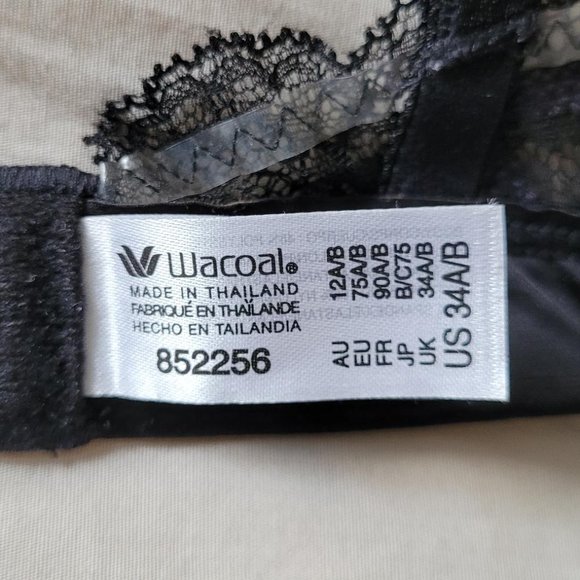 Wacoal®
MADE IN THAILAND
FABRIQUÉ EN THAÏLANDE
HECHO EN TAILANDIA
852256
AU 12A/B
EU 75A/B
FR 90A/B
JP B/C75
UK 34A/B
US 34A/B